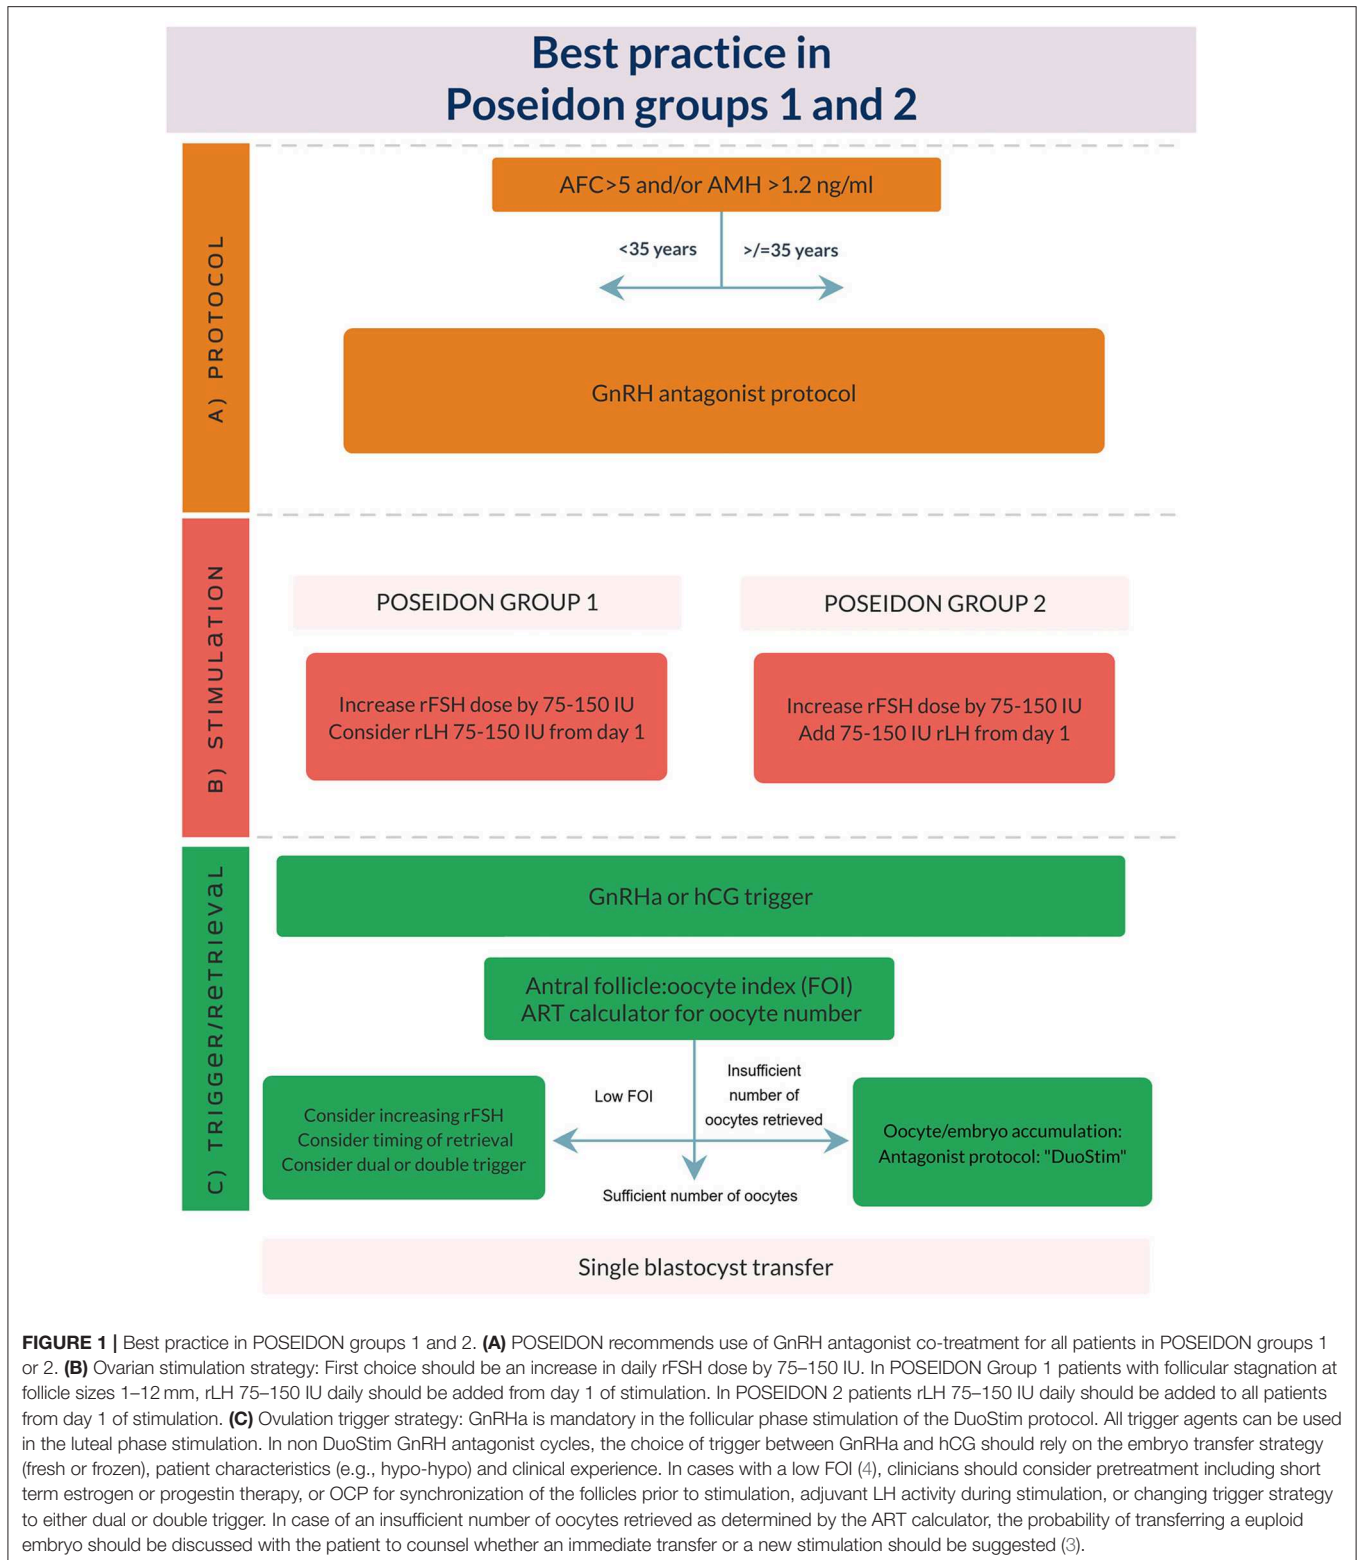 Best practice in
Poseidon groups 1 and 2
A) PROTOCOL
AFC>5 and/or AMH >1.2 ng/ml
<35 years
>/=35 years
GnRH antagonist protocol
B) STIMULATION
POSEIDON GROUP 1
POSEIDON GROUP 2
Increase rFSH dose by 75-150 IU
Consider rLH 75-150 IU from day 1
Increase rFSH dose by 75-150 IU
Add 75-150 IU rLH from day 1
C) TRIGGER/RETRIEVAL
GnRHa or hCG trigger
Antral follicle:oocyte index (FOI)
ART calculator for oocyte number
Low FOI
Insufficient
number of
oocytes retrieved
Consider increasing rFSH
Consider timing of retrieval
Consider dual or double trigger
Oocyte/embryo accumulation:
Antagonist protocol: "DuoStim"
Sufficient number of oocytes
Single blastocyst transfer
FIGURE 1 | Best practice in POSEIDON groups 1 and 2. (A) POSEIDON recommends use of GnRH antagonist co-treatment for all patients in POSEIDON groups 1
or 2. (B) Ovarian stimulation strategy: First choice should be an increase in daily rFSH dose by 75–150 IU. In POSEIDON Group 1 patients with follicular stagnation at
follicle sizes 1–12 mm, rLH 75–150 IU daily should be added from day 1 of stimulation. In POSEIDON 2 patients rLH 75–150 IU daily should be added to all patients
from day 1 of stimulation. (C) Ovulation trigger strategy: GnRHa is mandatory in the follicular phase stimulation of the DuoStim protocol. All trigger agents can be used
in the luteal phase stimulation. In non DuoStim GnRH antagonist cycles, the choice of trigger between GnRHa and hCG should rely on the embryo transfer strategy
(fresh or frozen), patient characteristics (e.g., hypo-hypo) and clinical experience. In cases with a low FOI (4), clinicians should consider pretreatment including short
term estrogen or progestin therapy, or OCP for synchronization of the follicles prior to stimulation, adjuvant LH activity during stimulation, or changing trigger strategy
to either dual or double trigger. In case of an insufficient number of oocytes retrieved as determined by the ART calculator, the probability of transferring a euploid
embryo should be discussed with the patient to counsel whether an immediate transfer or a new stimulation should be suggested (3).